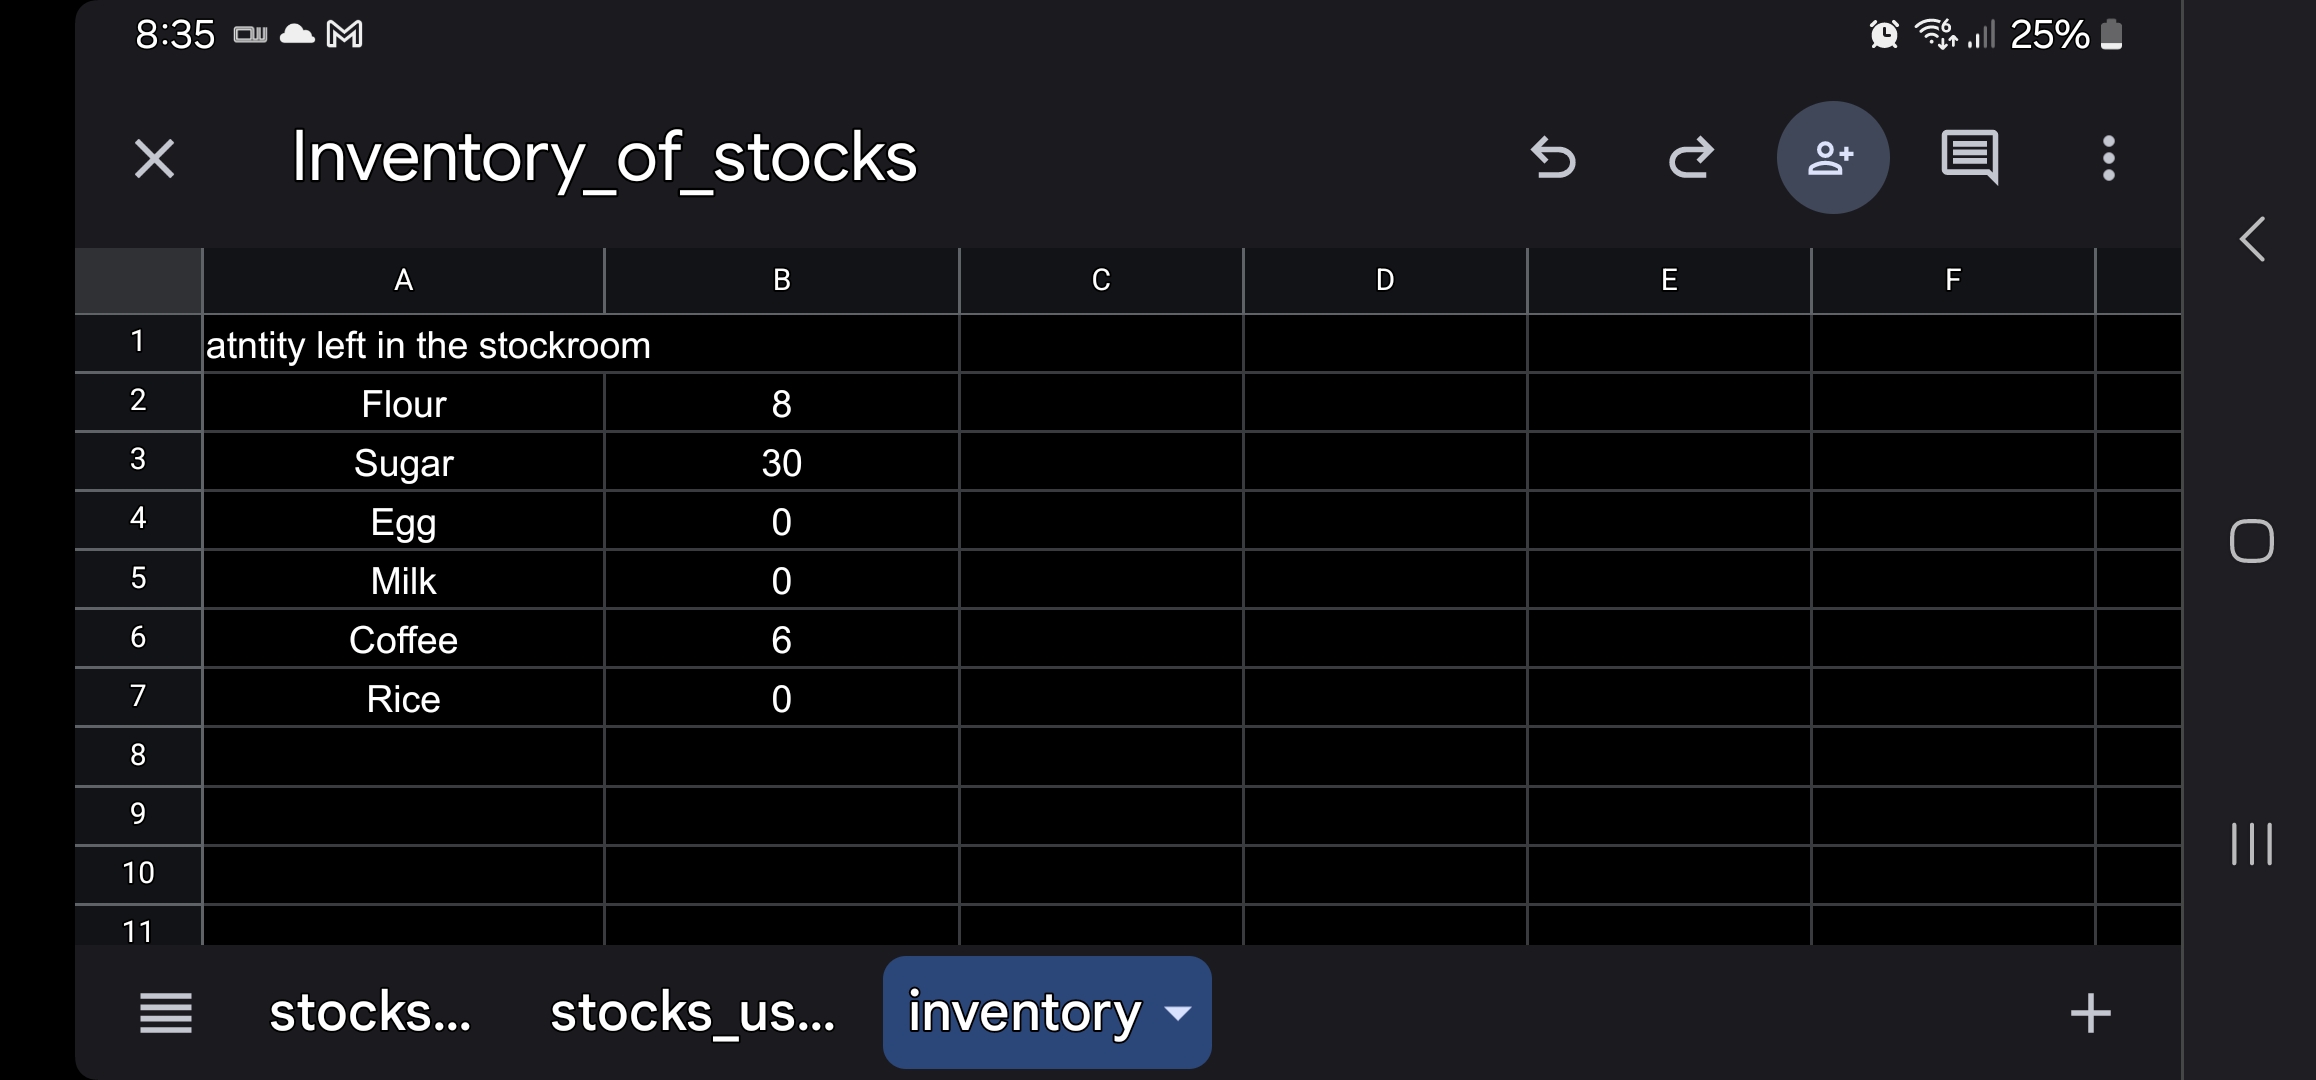 8:35 25%
Inventory_of_stocks
A B C D E F
1 atntity left in the stockroom
2 Flour 8
3 Sugar 30
4 Egg 0
5 Milk 0
6 Coffee 6
7 Rice 0
8
9
10
11
stocks... stocks_us... inventory